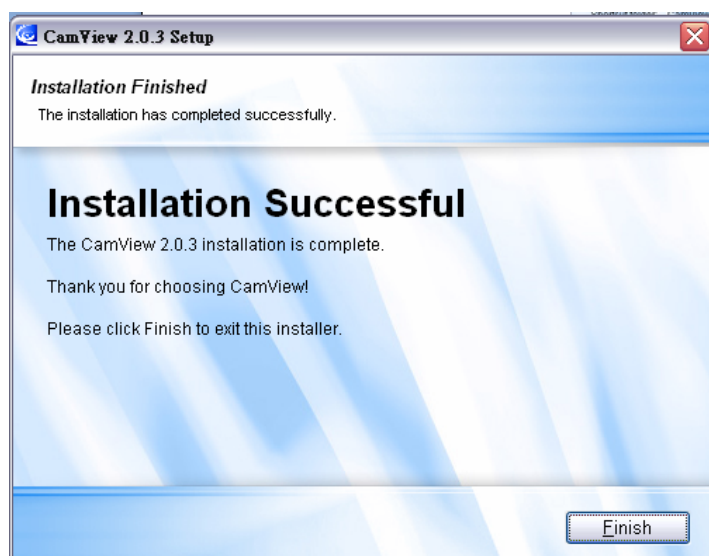 CamView 2.0.3 Setup
Installation Finished
The installation has completed successfully.
Installation Successful
The CamView 2.0.3 installation is complete.
Thank you for choosing CamView!
Please click Finish to exit this installer.
Finish